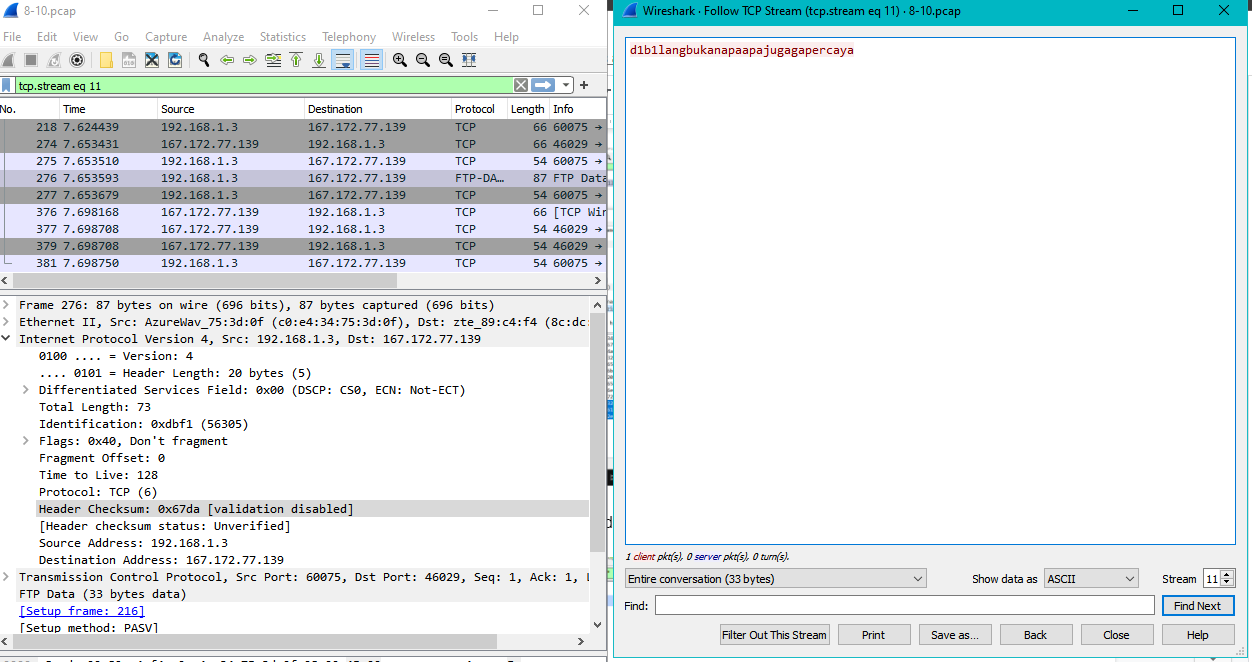 8-10.pcap
File Edit View Go Capture Analyze Statistics Telephony Wireless Tools Help
tcp.stream eq 11
No. Time Source Destination Protocol Length Info
218 7.624439 192.168.1.3 167.172.77.139 TCP 66 60075 →
274 7.653431 167.172.77.139 192.168.1.3 TCP 66 46029 →
275 7.653510 192.168.1.3 167.172.77.139 TCP 54 60075 →
276 7.653593 192.168.1.3 167.172.77.139 FTP-DA… 87 FTP Data
277 7.653679 192.168.1.3 167.172.77.139 TCP 54 60075 →
376 7.698168 167.172.77.139 192.168.1.3 TCP 66 [TCP Win
377 7.698708 167.172.77.139 192.168.1.3 TCP 54 46029 →
379 7.698708 167.172.77.139 192.168.1.3 TCP 54 46029 →
381 7.698750 192.168.1.3 167.172.77.139 TCP 54 60075 →
Frame 276: 87 bytes on wire (696 bits), 87 bytes captured (696 bits)
Ethernet II, Src: AzureWav_75:3d:0f (c0:e4:34:75:3d:0f), Dst: zte_89:c4:f4 (8c:dc:
Internet Protocol Version 4, Src: 192.168.1.3, Dst: 167.172.77.139
0100 .... = Version: 4
.... 0101 = Header Length: 20 bytes (5)
Differentiated Services Field: 0x00 (DSCP: CS0, ECN: Not-ECT)
Total Length: 73
Identification: 0xdbf1 (56305)
Flags: 0x40, Don't fragment
Fragment Offset: 0
Time to Live: 128
Protocol: TCP (6)
Header Checksum: 0x67da [validation disabled]
[Header checksum status: Unverified]
Source Address: 192.168.1.3
Destination Address: 167.172.77.139
Transmission Control Protocol, Src Port: 60075, Dst Port: 46029, Seq: 1, Ack: 1, L
FTP Data (33 bytes data)
[Setup frame: 216]
[Setup method: PASV]
Wireshark · Follow TCP Stream (tcp.stream eq 11) · 8-10.pcap
d1b1langbukanapaapajugagapercaya
1 client pkt(s), 0 server pkt(s), 0 turn(s).
Entire conversation (33 bytes) Show data as ASCII Stream 11
Find: Find Next
Filter Out This Stream Print Save as… Back Close Help